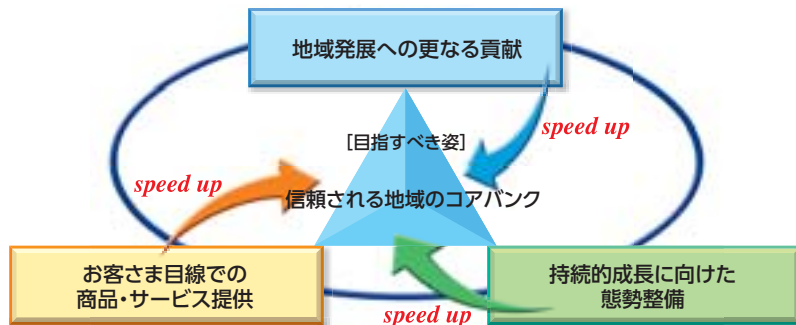 地域発展への更なる貢献
speed up
[目指すべき姿]
speed up
信頼される地域のコアバンク
お客さま目線での
商品・サービス提供
持続的成長に向けた
態勢整備
speed up